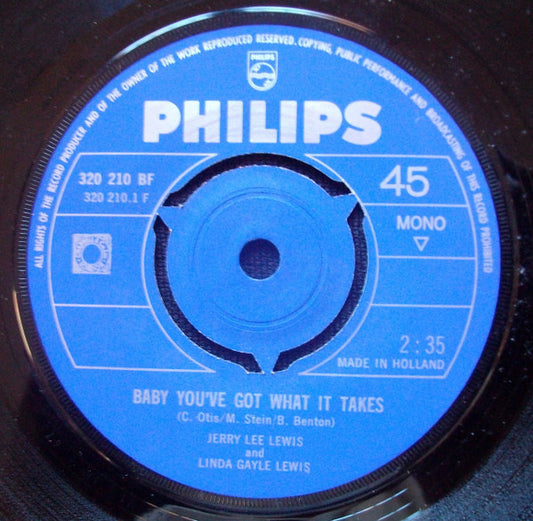 ALL RIGHTS OF THE RECORD PRODUCER AND OF THE OWNER OF THE WORK REPRODUCED RESERVED. COPYING, PUBLIC PERFORMANCE AND BROADCASTING OF THIS RECORD PROHIBITED
PHILIPS
PHILIPS
320 210 BF
320 210.1 F
45
MONO
2:35
MADE IN HOLLAND
BABY YOU'VE GOT WHAT IT TAKES
(C. Otis/M. Stein/B. Benton)
JERRY LEE LEWIS
and
LINDA GAYLE LEWIS